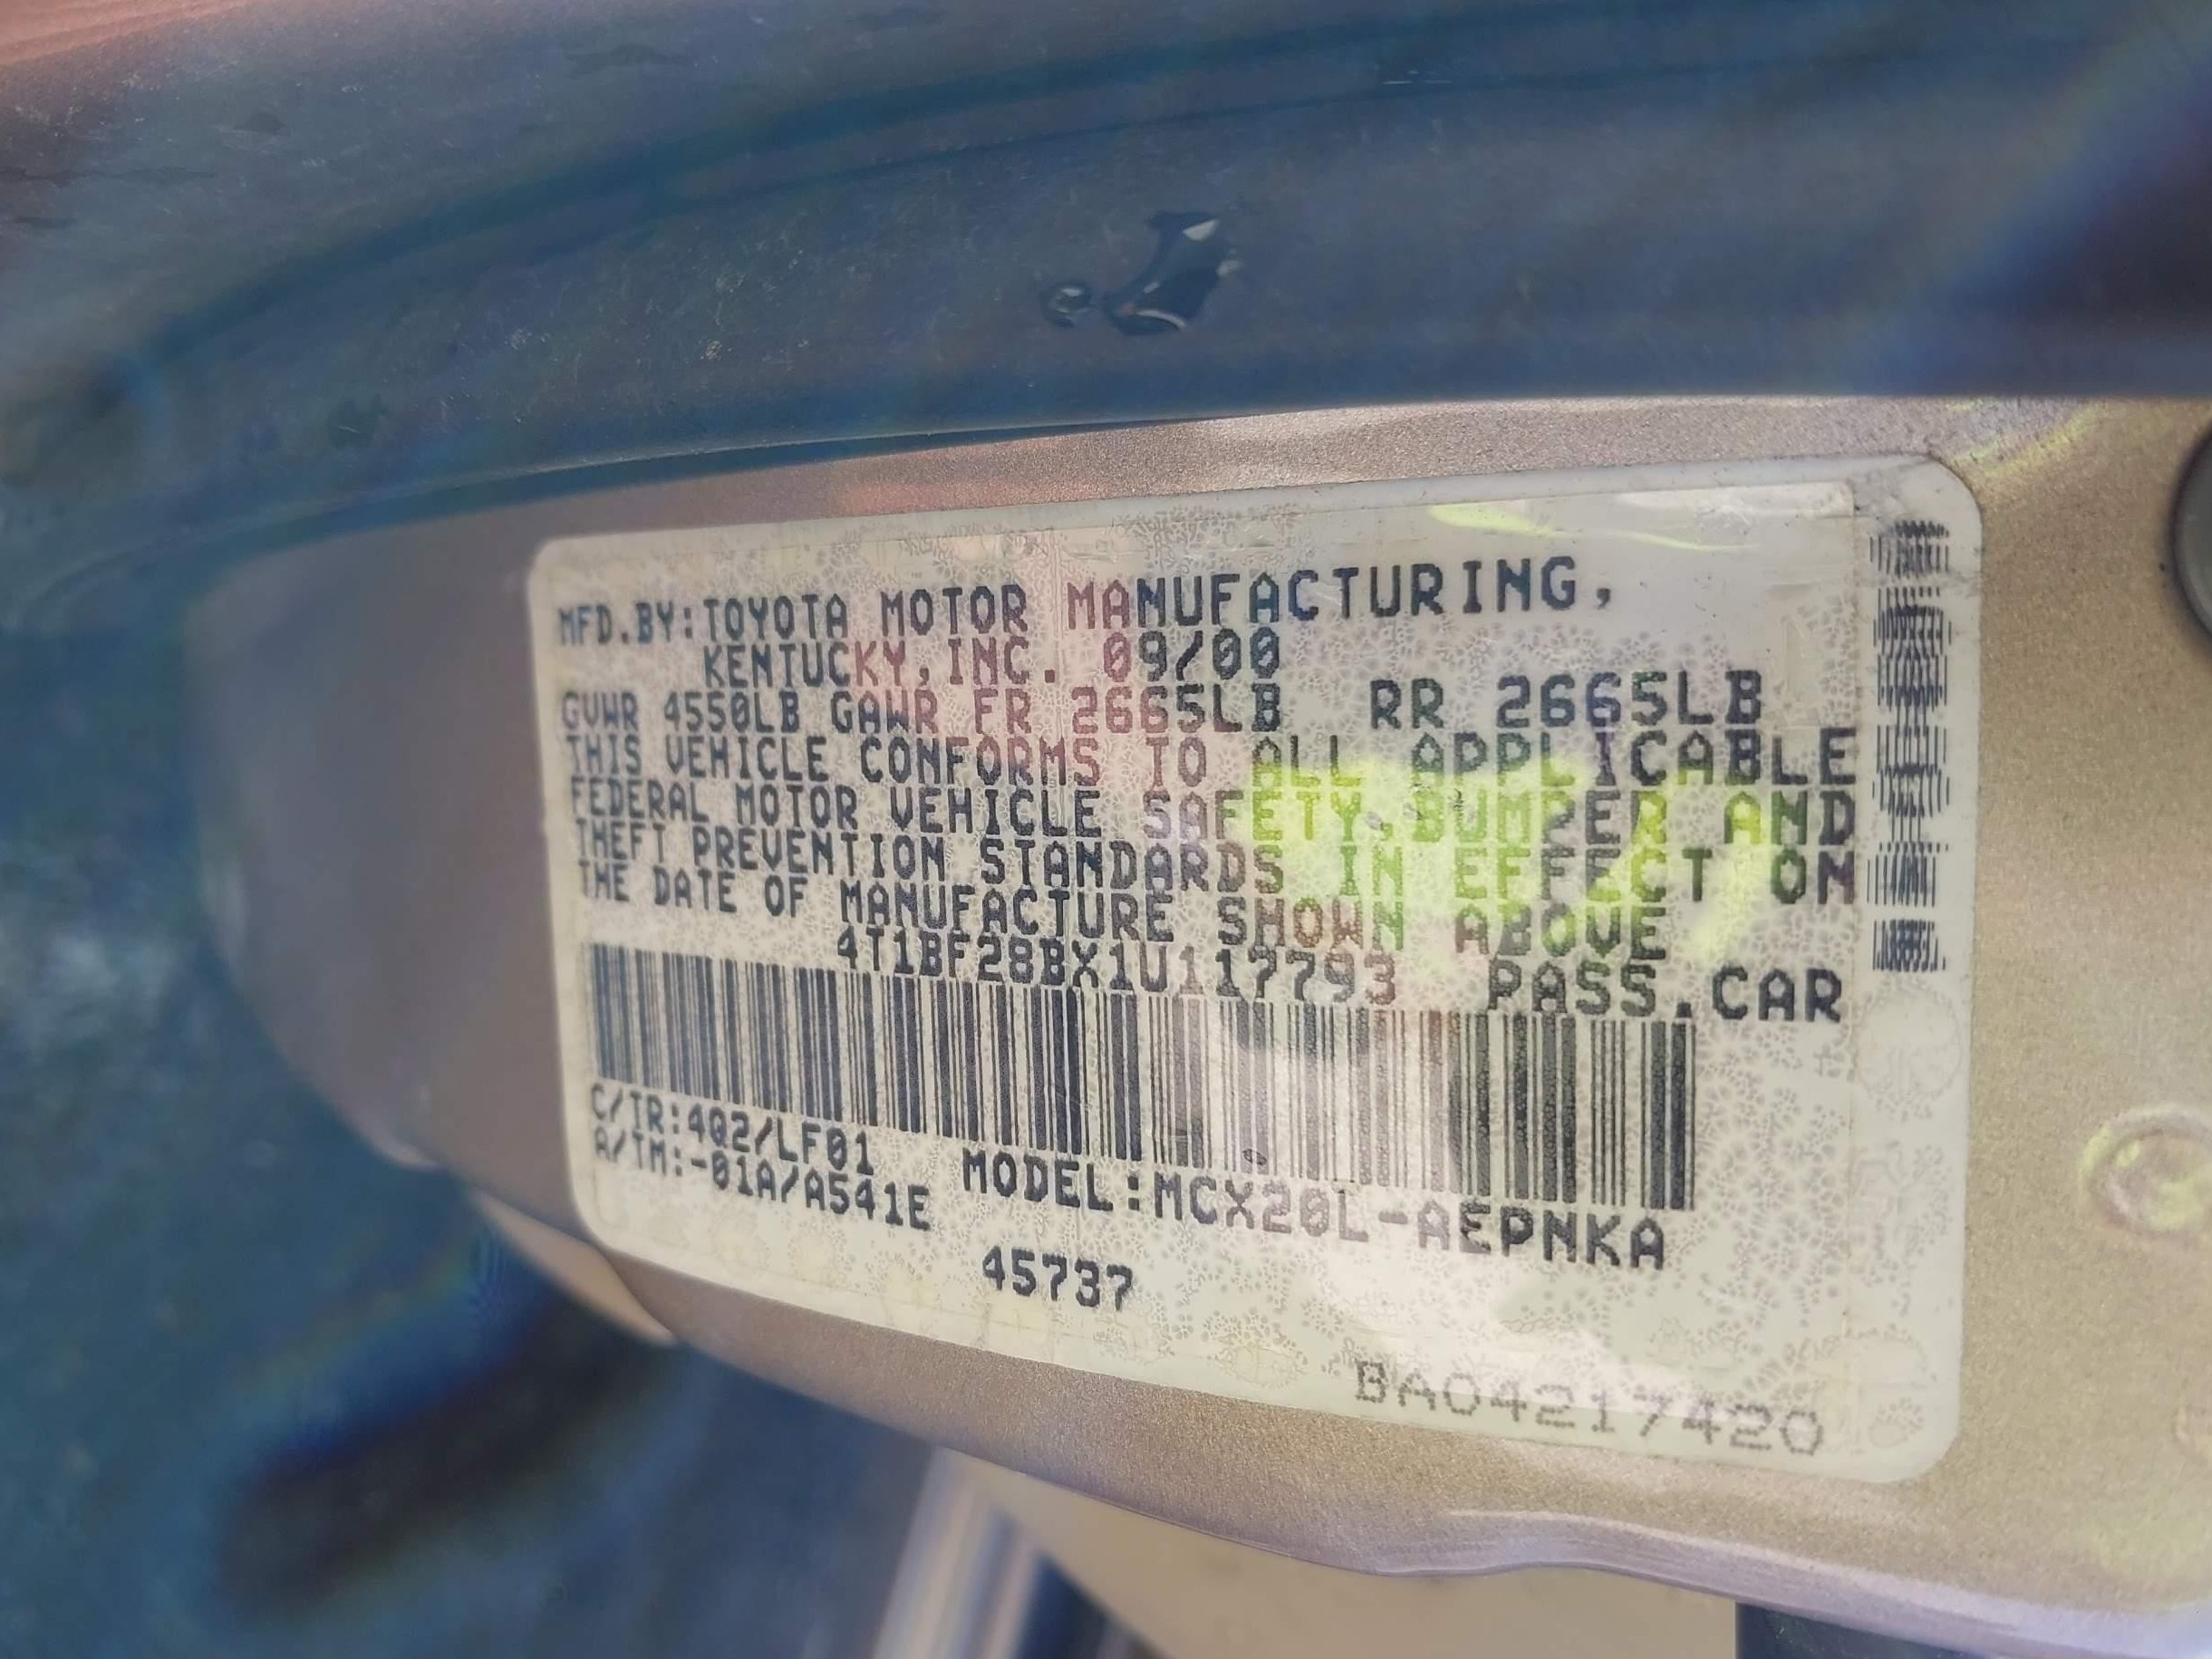 MFD.BY:TOYOTA MOTOR MANUFACTURING,
KENTUCKY,INC. 09/00
GVWR 4550LB GAWR FR 2665LB RR 2665LB
THIS VEHICLE CONFORMS TO ALL APPLICABLE
FEDERAL MOTOR VEHICLE SAFETY,BUMPER AND
THEFT PREVENTION STANDARDS IN EFFECT ON
THE DATE OF MANUFACTURE SHOWN ABOVE
4T1BF28BX1U117793 PASS.CAR
C/TR:4Q2/LF01
A/TM:-01A/A541E MODEL:MCX20L-AEPNKA
45737
BA04217420